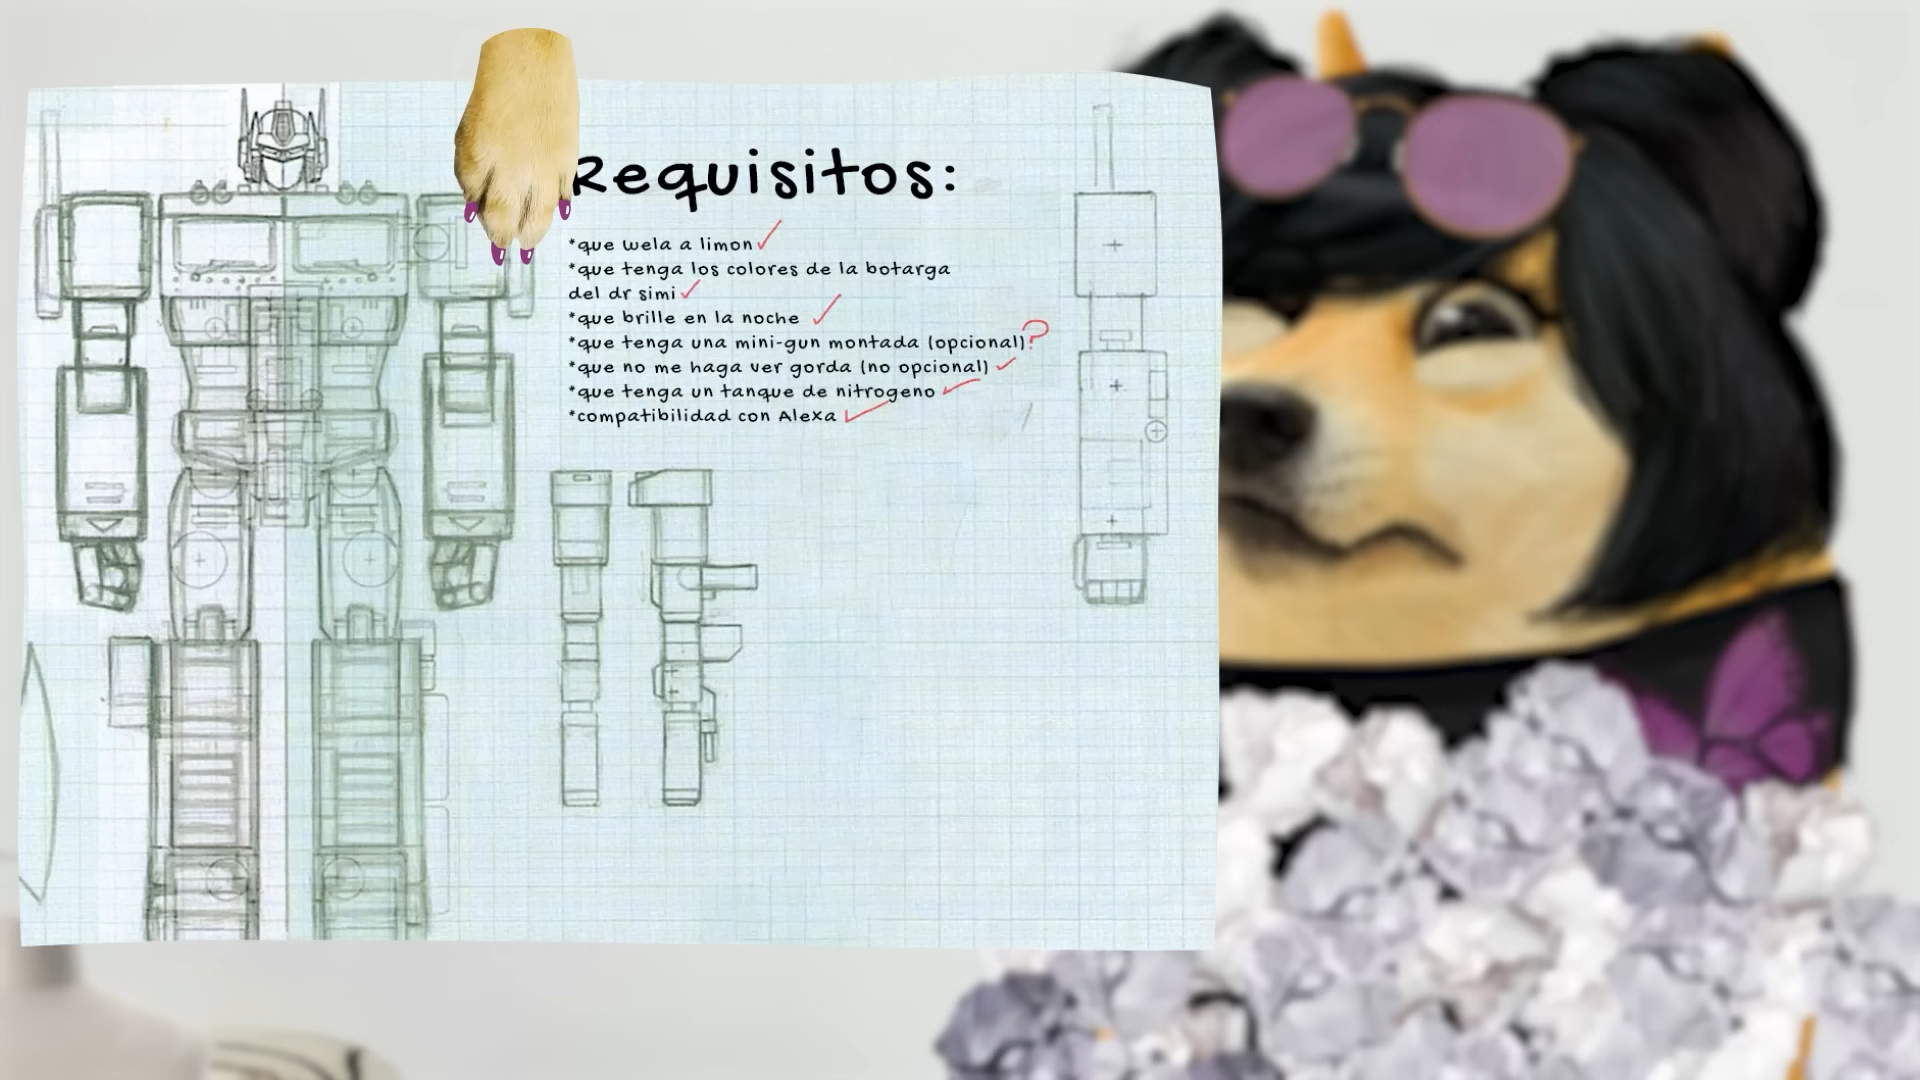 Requisitos:
*que wela a limon
*que tenga los colores de la botarga
del dr simi
*que brille en la noche
*que tenga una mini-gun montada (opcional)?
*que no me haga ver gorda (no opcional)
*que tenga un tanque de nitrogeno
*compatibilidad con Alexa